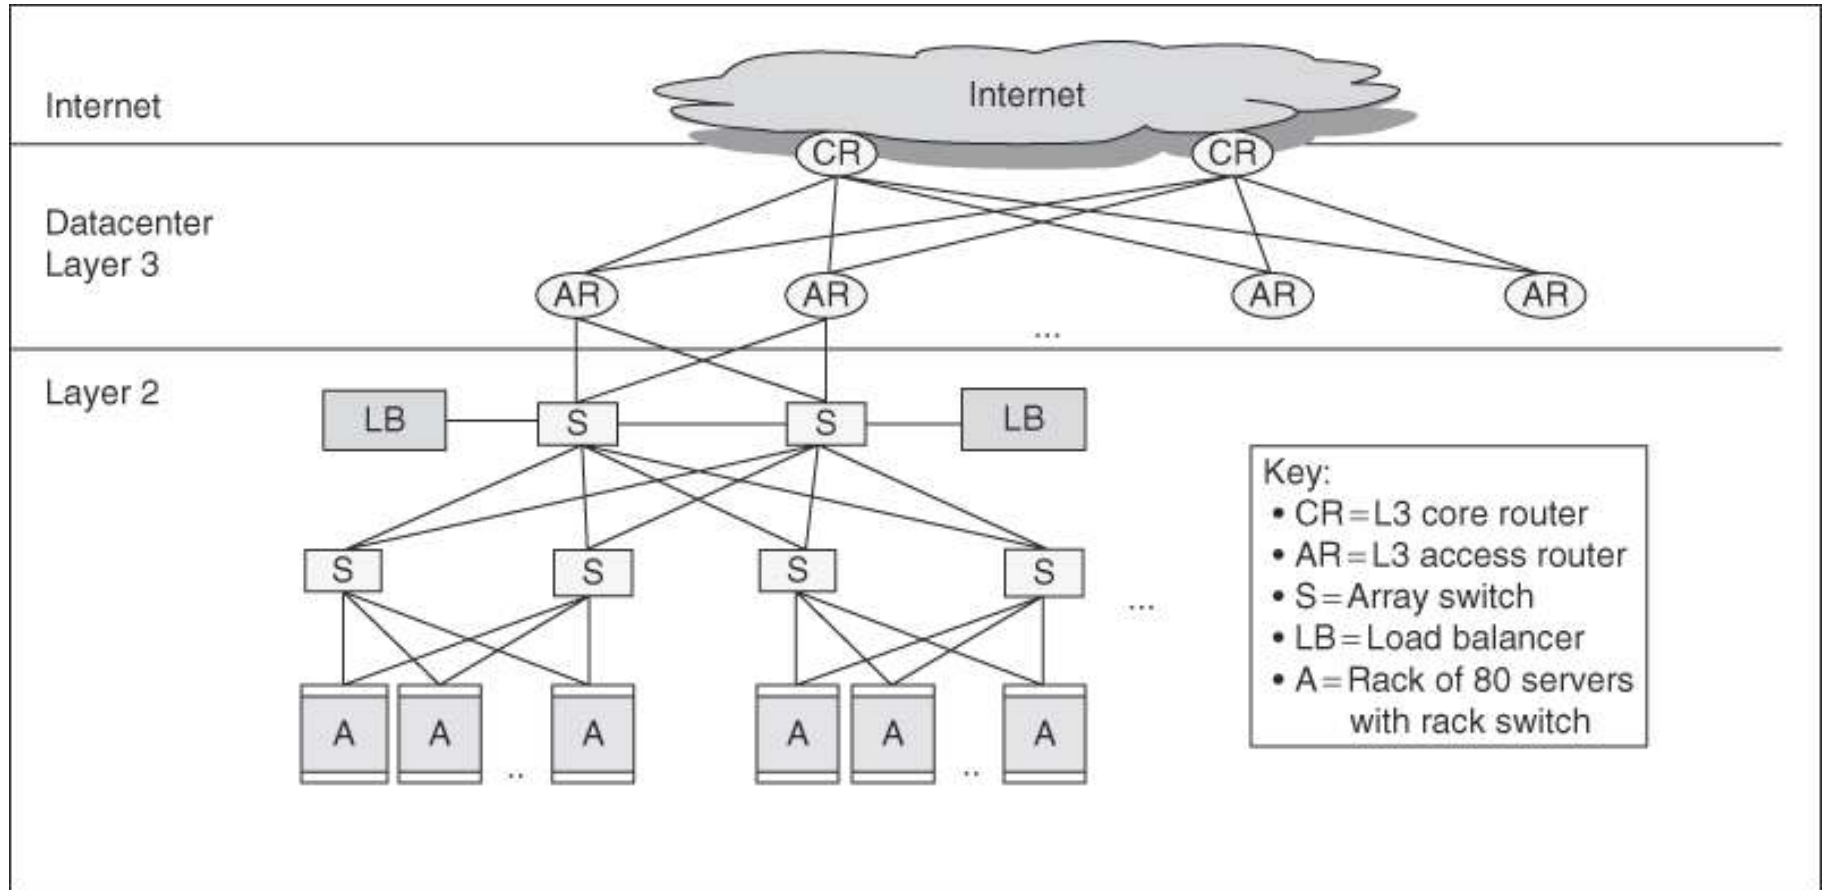 Internet
Internet
CR CR
Datacenter
Layer 3
AR AR AR AR
...
Layer 2
LB S S LB
S S S S
...
A A .. A A A .. A
Key:
• CR=L3 core router
• AR=L3 access router
• S=Array switch
• LB=Load balancer
• A=Rack of 80 servers
with rack switch